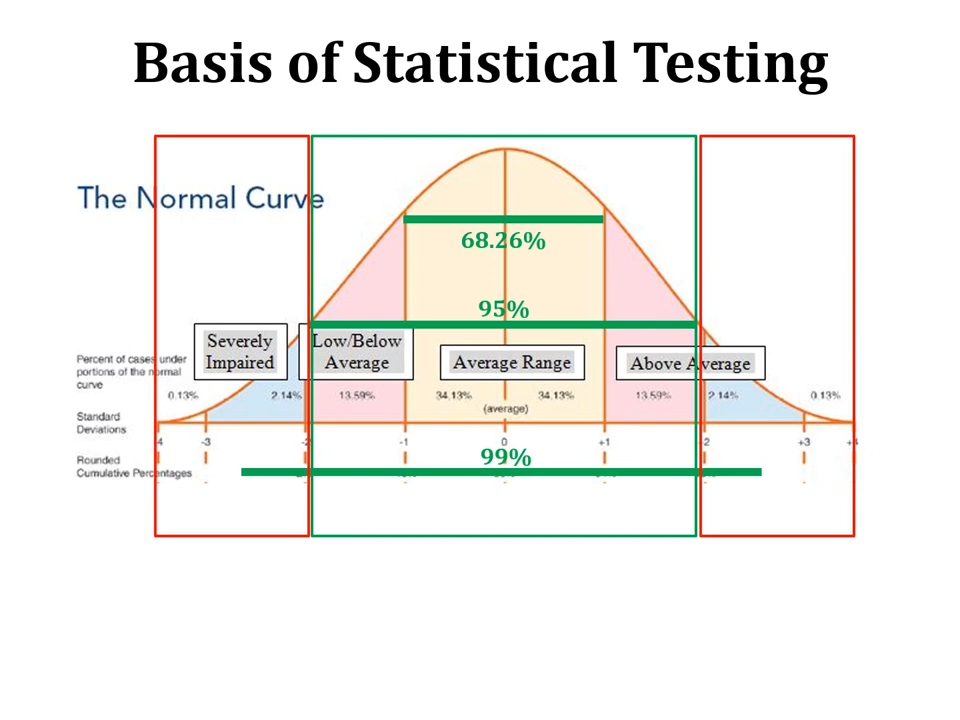 Basis of Statistical Testing
The Normal Curve
68.26%
95%
Severely
Impaired
Low/Below
Average
Average Range
Above Average
Percent of cases under
portions of the normal
curve
0.13%
2.14%
13.59%
34.13%
34.13%
13.59%
2.14%
0.13%
(average)
Standard
Deviations
-3
-1
0
+1
+3
99%
Rounded
Cumulative Percentages